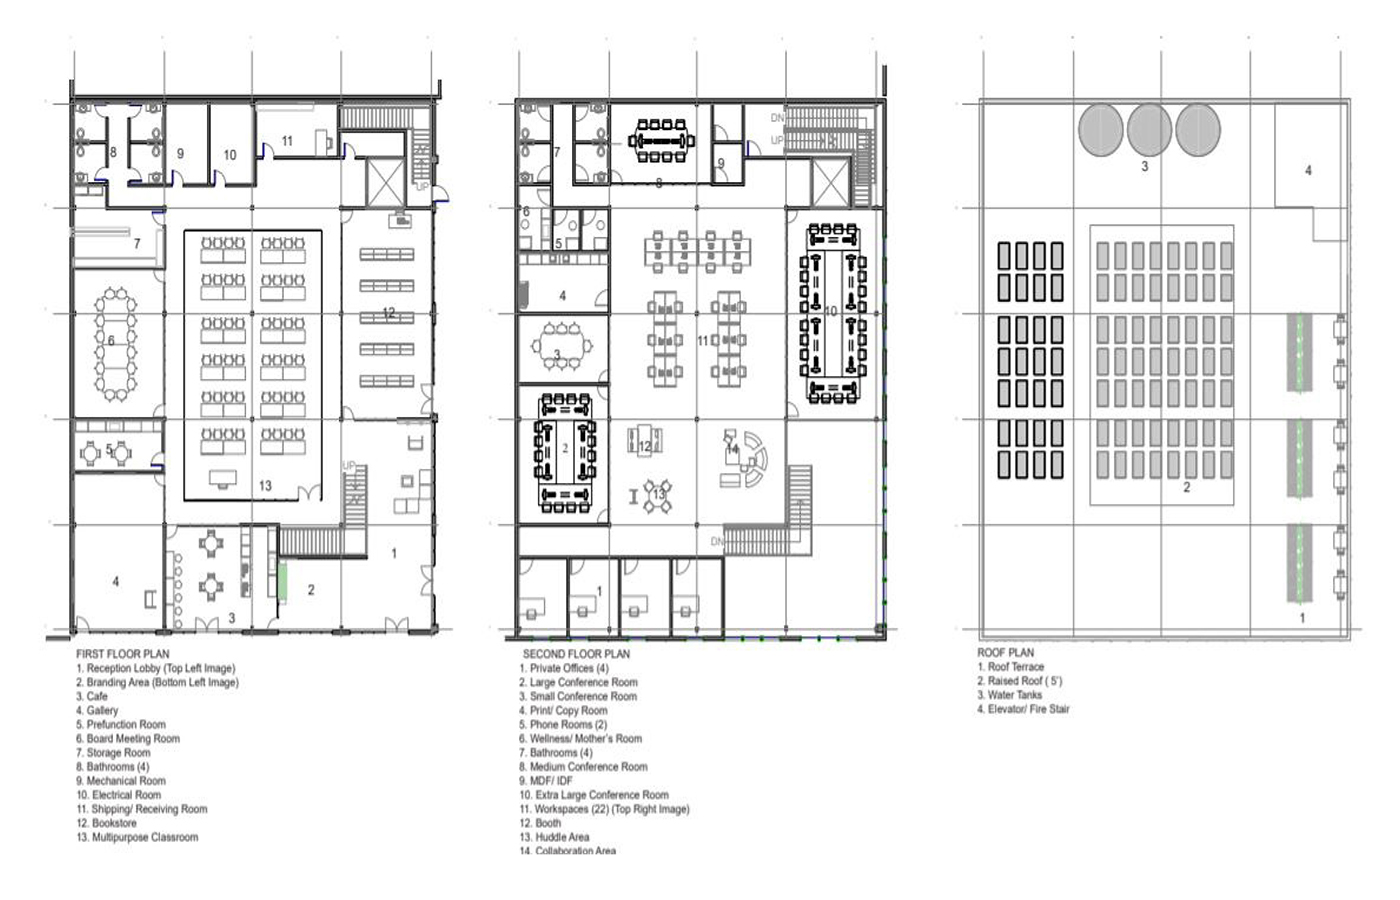 8
9
10
11
UP
7
6
12
5
13
UP
4
3
2
1
FIRST FLOOR PLAN
1. Reception Lobby (Top Left Image)
2. Branding Area (Bottom Left Image)
3. Cafe
4. Gallery
5. Prefunction Room
6. Board Meeting Room
7. Storage Room
8. Bathrooms (4)
9. Mechanical Room
10. Electrical Room
11. Shipping/ Receiving Room
12. Bookstore
13. Multipurpose Classroom
DN
UP
7
8
9
6
5
4
3
10
11
2
12
13
14
DN
1
SECOND FLOOR PLAN
1. Private Offices (4)
2. Large Conference Room
3. Small Conference Room
4. Print/ Copy Room
5. Phone Rooms (2)
6. Wellness/ Mother's Room
7. Bathrooms (4)
8. Medium Conference Room
9. MDF/ IDF
10. Extra Large Conference Room
11. Workspaces (22) (Top Right Image)
12. Booth
13. Huddle Area
14. Collaboration Area
3
4
2
1
ROOF PLAN
1. Roof Terrace
2. Raised Roof ( 5')
3. Water Tanks
4. Elevator/ Fire Stair